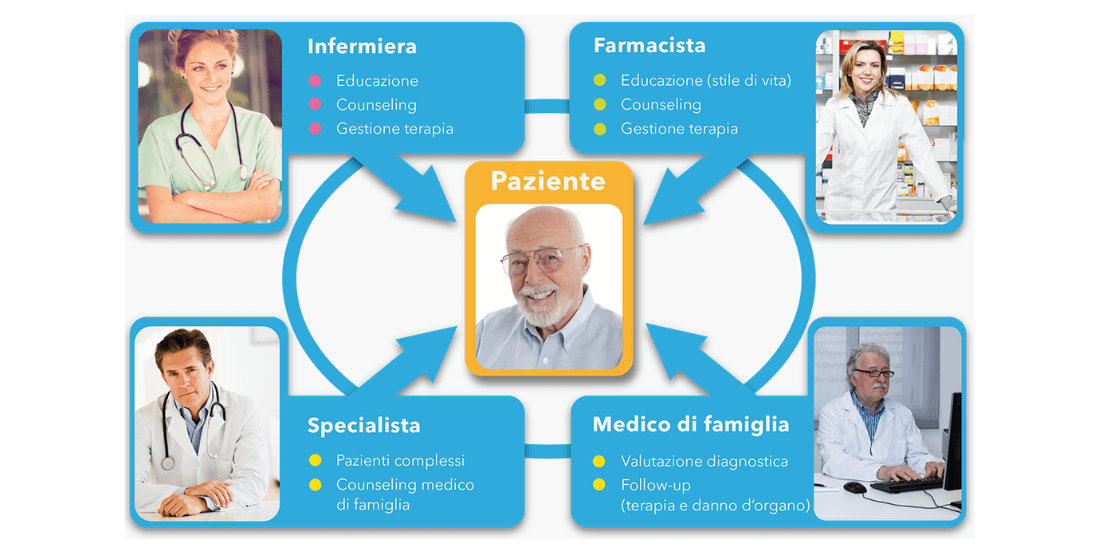 Infermiera
Educazione
Counseling
Gestione terapia
Farmacista
Educazione (stile di vita)
Counseling
Gestione terapia
Paziente
Specialista
Pazienti complessi
Counseling medico
di famiglia
Medico di famiglia
Valutazione diagnostica
Follow-up
(terapia e danno d’organo)